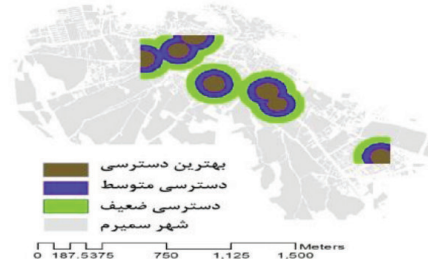 بهترین دسترسی
دسترسی متوسط
دسترسی ضعیف
شهر سمیرم
Meters
0 187.5375 750 1,125 1,500